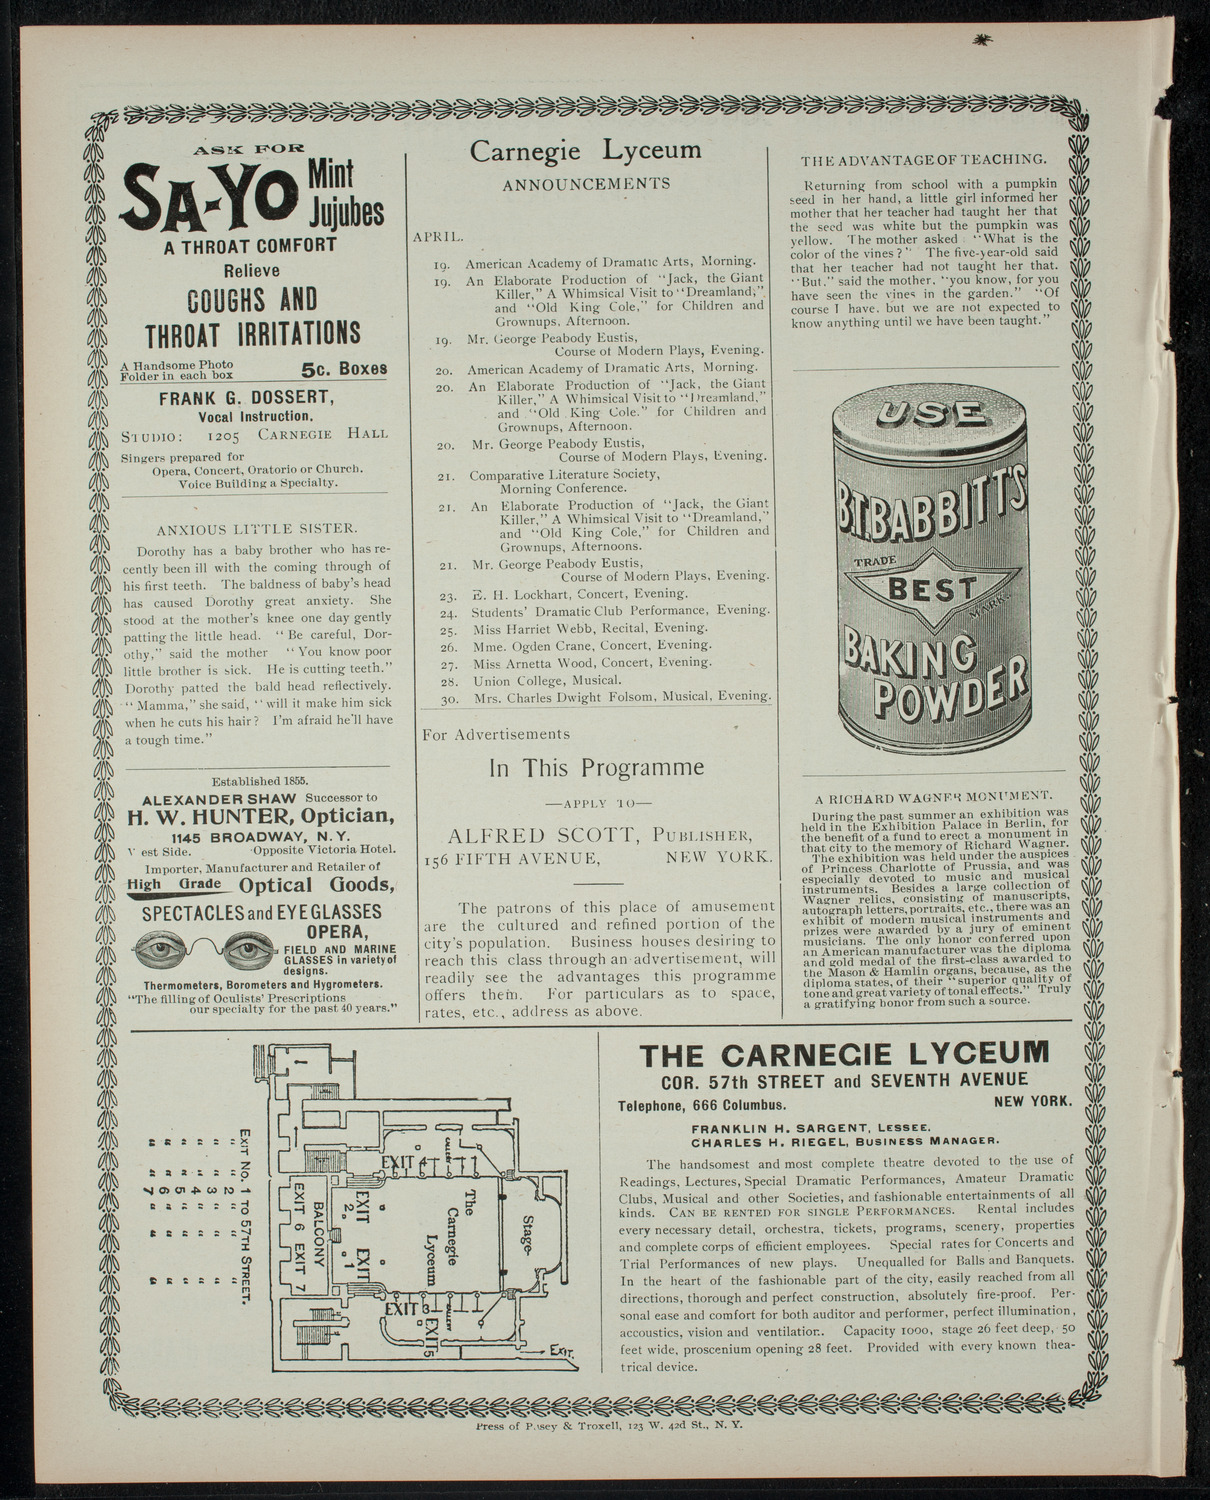 ASK FOR
SA-YO Mint Jujubes
A THROAT COMFORT
Relieve
COUGHS AND
THROAT IRRITATIONS
A Handsome Photo
Folder in each box
5c. Boxes
FRANK G. DOSSERT,
Vocal Instruction.
STUDIO: 1205 CARNEGIE HALL
Singers prepared for
Opera, Concert, Oratorio or Church.
Voice Building a Specialty.
ANXIOUS LITTLE SISTER.
Dorothy has a baby brother who has re-
cently been ill with the coming through of
his first teeth. The baldness of baby's head
has caused Dorothy great anxiety. She
stood at the mother's knee one day gently
patting the little head. "Be careful, Dor-
othy," said the mother "You know poor
little brother is sick. He is cutting teeth."
Dorothy patted the bald head reflectively.
"Mamma," she said, "will it make him sick
when he cuts his hair? I'm afraid he'll have
a tough time."
Established 1855.
ALEXANDER SHAW Successor to
H. W. HUNTER, Optician,
1145 BROADWAY, N. Y.
est Side. Opposite Victoria Hotel.
Importer, Manufacturer and Retailer of
High Grade Optical Goods,
SPECTACLES and EYEGLASSES
OPERA,
FIELD AND MARINE
GLASSES in variety of
designs.
Thermometers, Borometers and Hygrometers.
"The filling of Oculists' Prescriptions
our specialty for the past 40 years."
Carnegie Lyceum
ANNOUNCEMENTS
APRIL.
19. American Academy of Dramatic Arts, Morning.
19. An Elaborate Production of "Jack, the Giant
Killer," A Whimsical Visit to "Dreamland,"
and "Old King Cole," for Children and
Grownups, Afternoon.
19. Mr. George Peabody Eustis,
Course of Modern Plays, Evening.
20. American Academy of Dramatic Arts, Morning.
20. An Elaborate Production of "Jack, the Giant
Killer," A Whimsical Visit to "Dreamland,"
and "Old King Cole." for Children and
Grownups, Afternoon.
20. Mr. George Peabody Eustis,
Course of Modern Plays, Evening.
21. Comparative Literature Society,
Morning Conference.
21. An Elaborate Production of "Jack, the Giant
Killer," A Whimsical Visit to "Dreamland,"
and "Old King Cole," for Children and
Grownups, Afternoons.
21. Mr. George Peabody Eustis,
Course of Modern Plays, Evening.
23. E. H. Lockhart, Concert, Evening.
24. Students' Dramatic Club Performance, Evening.
25. Miss Harriet Webb, Recital, Evening.
26. Mme. Ogden Crane, Concert, Evening.
27. Miss Arnetta Wood, Concert, Evening.
28. Union College, Musical.
30. Mrs. Charles Dwight Folsom, Musical, Evening.
For Advertisements
In This Programme
—APPLY TO—
ALFRED SCOTT, PUBLISHER,
156 FIFTH AVENUE, NEW YORK.
The patrons of this place of amusement
are the cultured and refined portion of the
city's population. Business houses desiring to
reach this class through an advertisement, will
readily see the advantages this programme
offers them. For particulars as to space,
rates, etc., address as above.
THE ADVANTAGE OF TEACHING.
Returning from school with a pumpkin
seed in her hand, a little girl informed her
mother that her teacher had taught her that
the seed was white but the pumpkin was
yellow. The mother asked "What is the
color of the vines?" The five-year-old said
that her teacher had not taught her that.
"But," said the mother, "you know, for you
have seen the vines in the garden." "Of
course I have, but we are not expected to
know anything until we have been taught."
USE
B.T. BABBITT'S
TRADE
BEST
MARK.
BAKING
POWDER
A RICHARD WAGNER MONUMENT.
During the past summer an exhibition was
held in the Exhibition Palace in Berlin, for
the benefit of a fund to erect a monument in
that city to the memory of Richard Wagner.
The exhibition was held under the auspices
of Princess Charlotte of Prussia, and was
especially devoted to music and musical
instruments. Besides a large collection of
Wagner relics, consisting of manuscripts,
autograph letters, portraits, etc., there was an
exhibit of modern musical instruments and
prizes were awarded by a jury of eminent
musicians. The only honor conferred upon
an American manufacturer was the diploma
and gold medal of the first-class awarded to
the Mason & Hamlin organs, because, as the
diploma states, of their "superior quality of
tone and great variety of tonal effects." Truly
a gratifying honor from such a source.
EXIT NO. 1 TO 57TH STREET.
" " 2 " " "
" " 3 " " "
" " 4 " " "
" " 5 " " "
" " 6 " " "
" " 7 " " "
BALCONY
EXIT 6 EXIT 7
EXIT 2
EXIT 1
EXIT 4
EXIT 3
EXIT 5
GALLERY
GALLERY
The
Carnegie
Lyceum
Stage
EXIT.
THE CARNEGIE LYCEUM
COR. 57th STREET and SEVENTH AVENUE
Telephone, 666 Columbus. NEW YORK.
FRANKLIN H. SARGENT, LESSEE.
CHARLES H. RIEGEL, BUSINESS MANAGER.
The handsomest and most complete theatre devoted to the use of
Readings, Lectures, Special Dramatic Performances, Amateur Dramatic
Clubs, Musical and other Societies, and fashionable entertainments of all
kinds. CAN BE RENTED FOR SINGLE PERFORMANCES. Rental includes
every necessary detail, orchestra, tickets, programs, scenery, properties
and complete corps of efficient employees. Special rates for Concerts and
Trial Performances of new plays. Unequalled for Balls and Banquets.
In the heart of the fashionable part of the city, easily reached from all
directions, thorough and perfect construction, absolutely fire-proof. Per-
sonal ease and comfort for both auditor and performer, perfect illumination,
accoustics, vision and ventilation. Capacity 1000, stage 26 feet deep, 50
feet wide, proscenium opening 28 feet. Provided with every known thea-
trical device.
Press of & Troxell, 123 W. 42d St., N. Y.